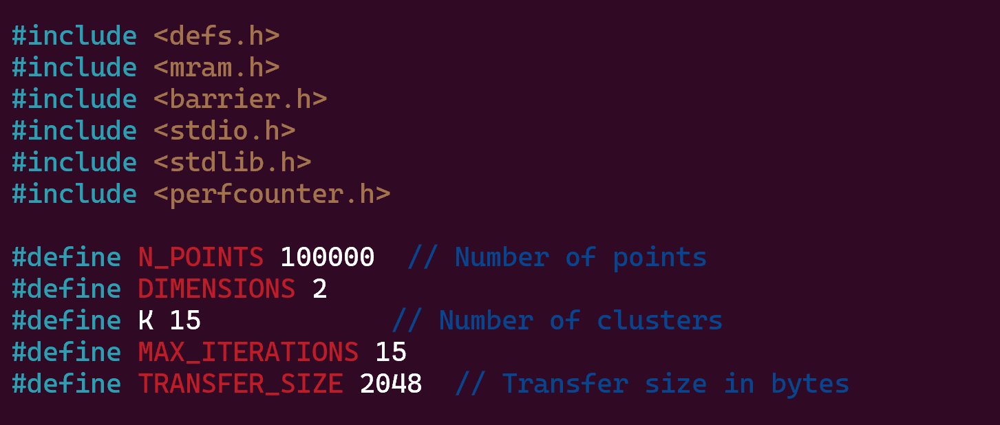 #include <defs.h>
#include <mram.h>
#include <barrier.h>
#include <stdio.h>
#include <stdlib.h>
#include <perfcounter.h>
#define N_POINTS 100000  // Number of points
#define DIMENSIONS 2
#define K 15            // Number of clusters
#define MAX_ITERATIONS 15
#define TRANSFER_SIZE 2048  // Transfer size in bytes